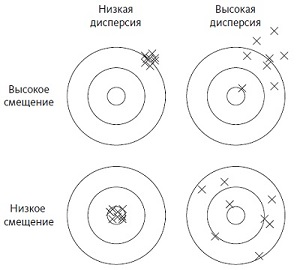 Низкая
дисперсия
Высокая
дисперсия
Высокое
смещение
Низкое
смещение